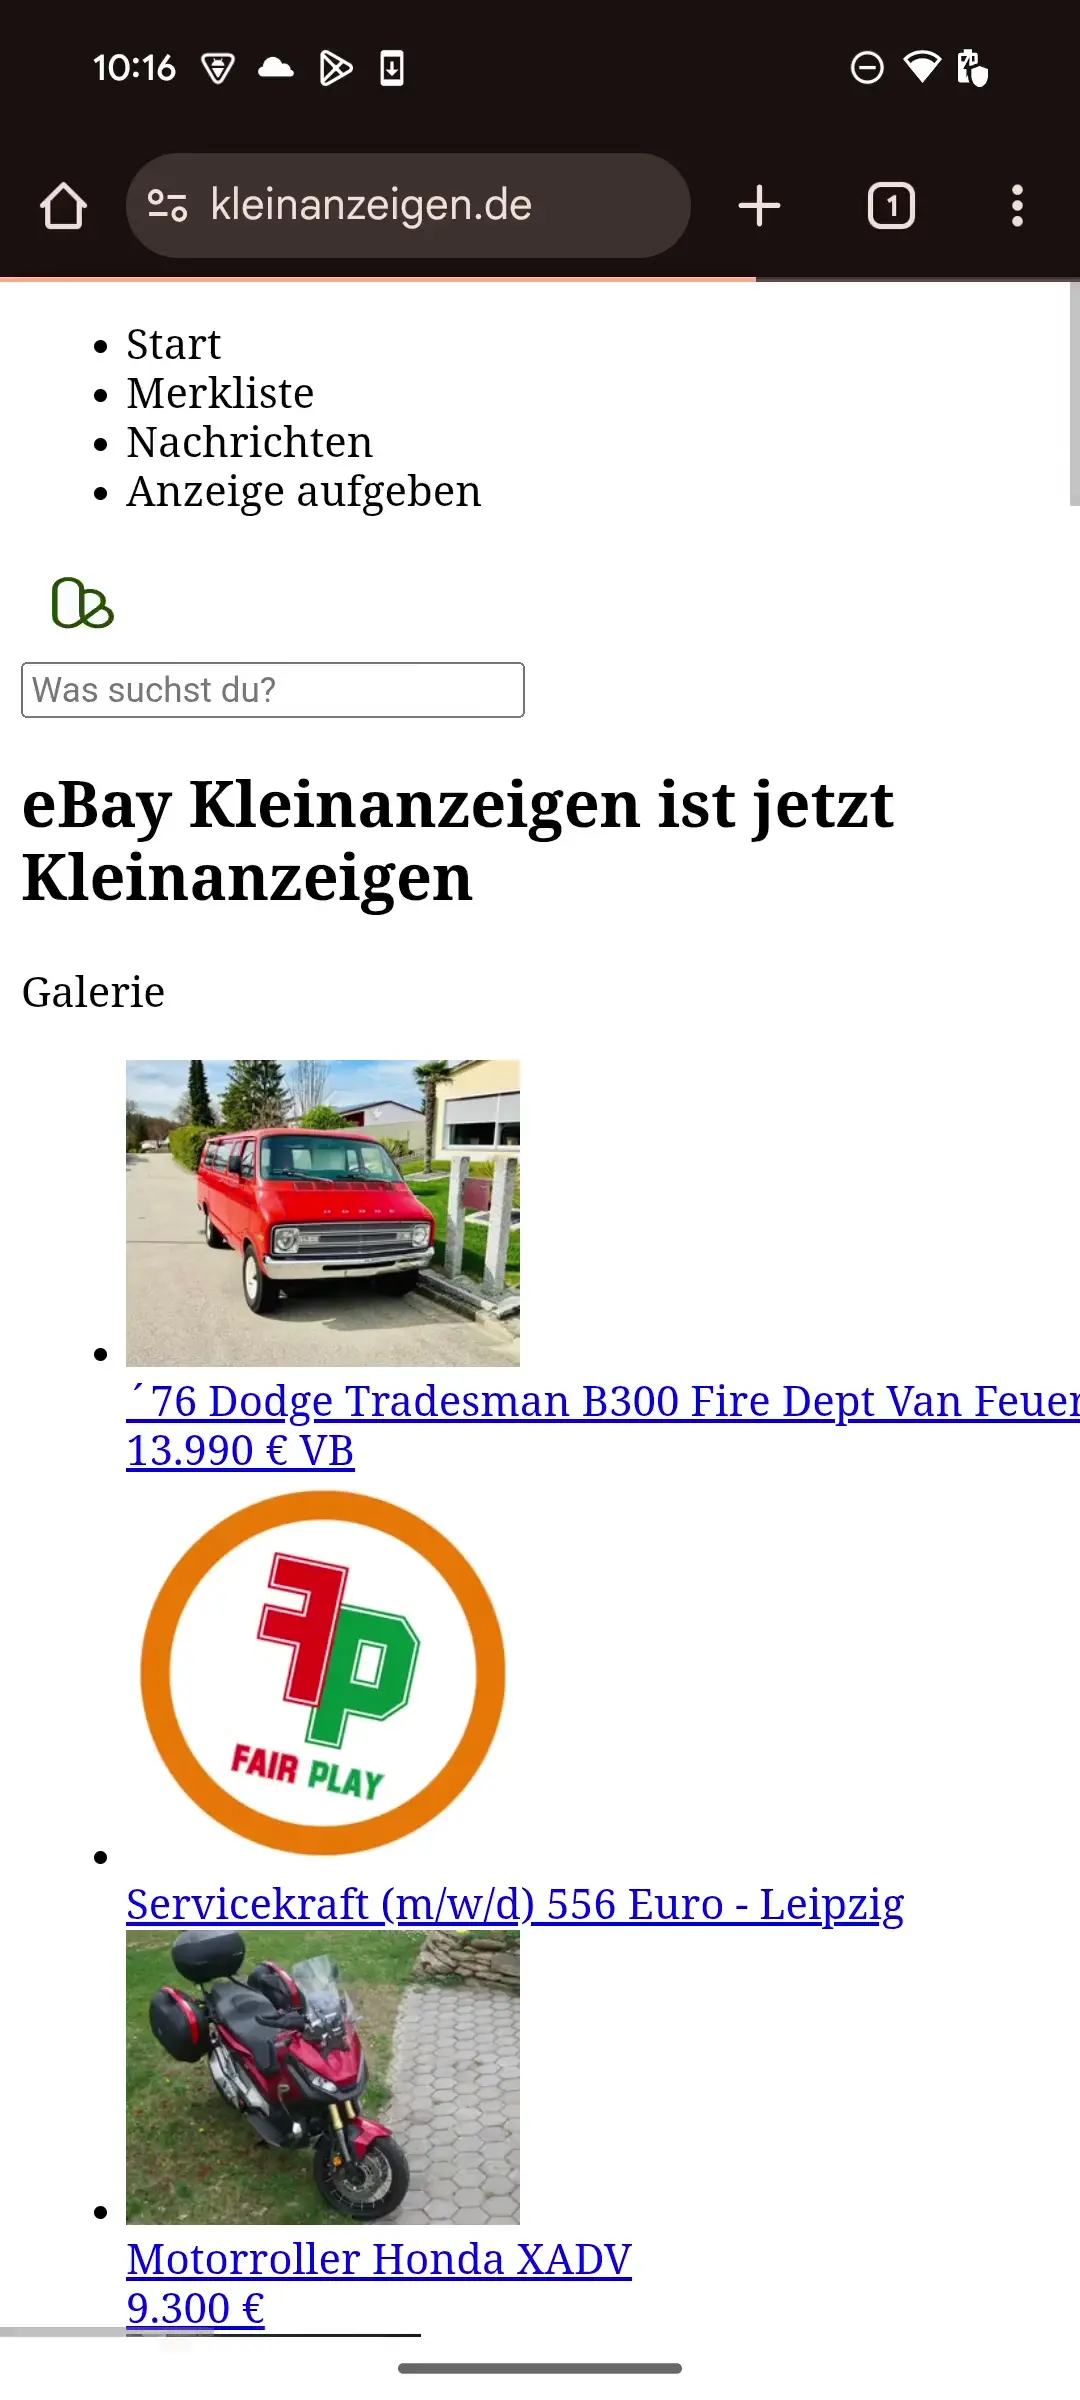 10:16
kleinanzeigen.de
1
Start
Merkliste
Nachrichten
Anzeige aufgeben
Was suchst du?
eBay Kleinanzeigen ist jetzt
Kleinanzeigen
Galerie
DODGE
´76 Dodge Tradesman B300 Fire Dept Van Feuer
13.990 € VB
FP
FAIR PLAY
Servicekraft (m/w/d) 556 Euro - Leipzig
Motorroller Honda XADV
9.300 €